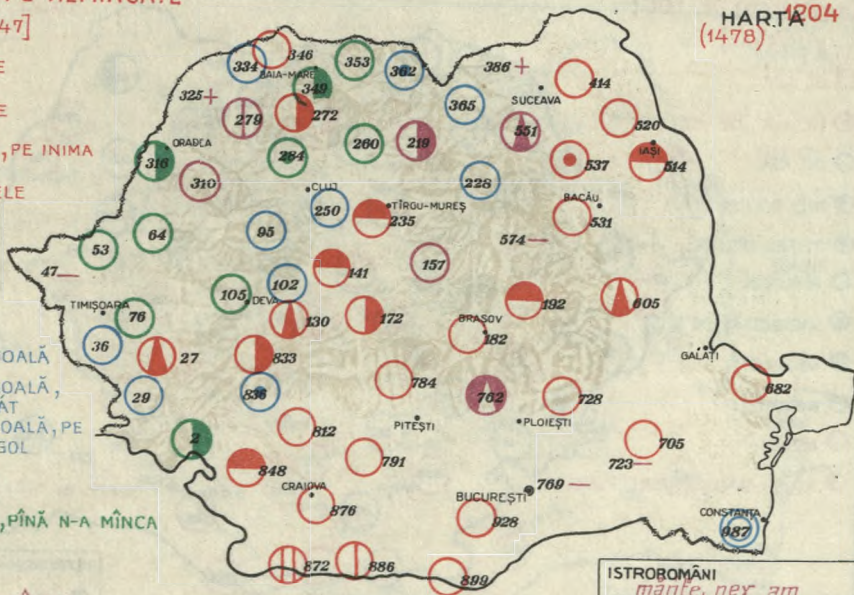 NEMÎNCATE
47]
HARTA 1204
(1478)
, PE INIMA
ELE
OALĂ
OALĂ,
ĂT
OALĂ, PE
GOL
, PÎNĂ N-A MÎNCA
334
346
BAIA-MARE
353
362
386 +
414
349
365
SUCEAVA
325 +
279
272
551
520
ORADEA
284
260
219
537
IAȘI
514
316
310
CLUJ
228
250
TÎRGU-MUREȘ
235
BACĂU
531
53
64
95
574 —
47 —
141
157
102
105
DEVA
TIMIȘOARA
76
130
172
192
605
BRAȘOV
182
36
27
833
GALAȚI
29
836
784
762
728
682
812
PITEȘTI
PLOIEȘTI
2
848
791
705
723 —
CRAIOVA
876
BUCUREȘTI
769 —
928
CONSTANȚA
987
872
886
899
ISTROROMÂNI